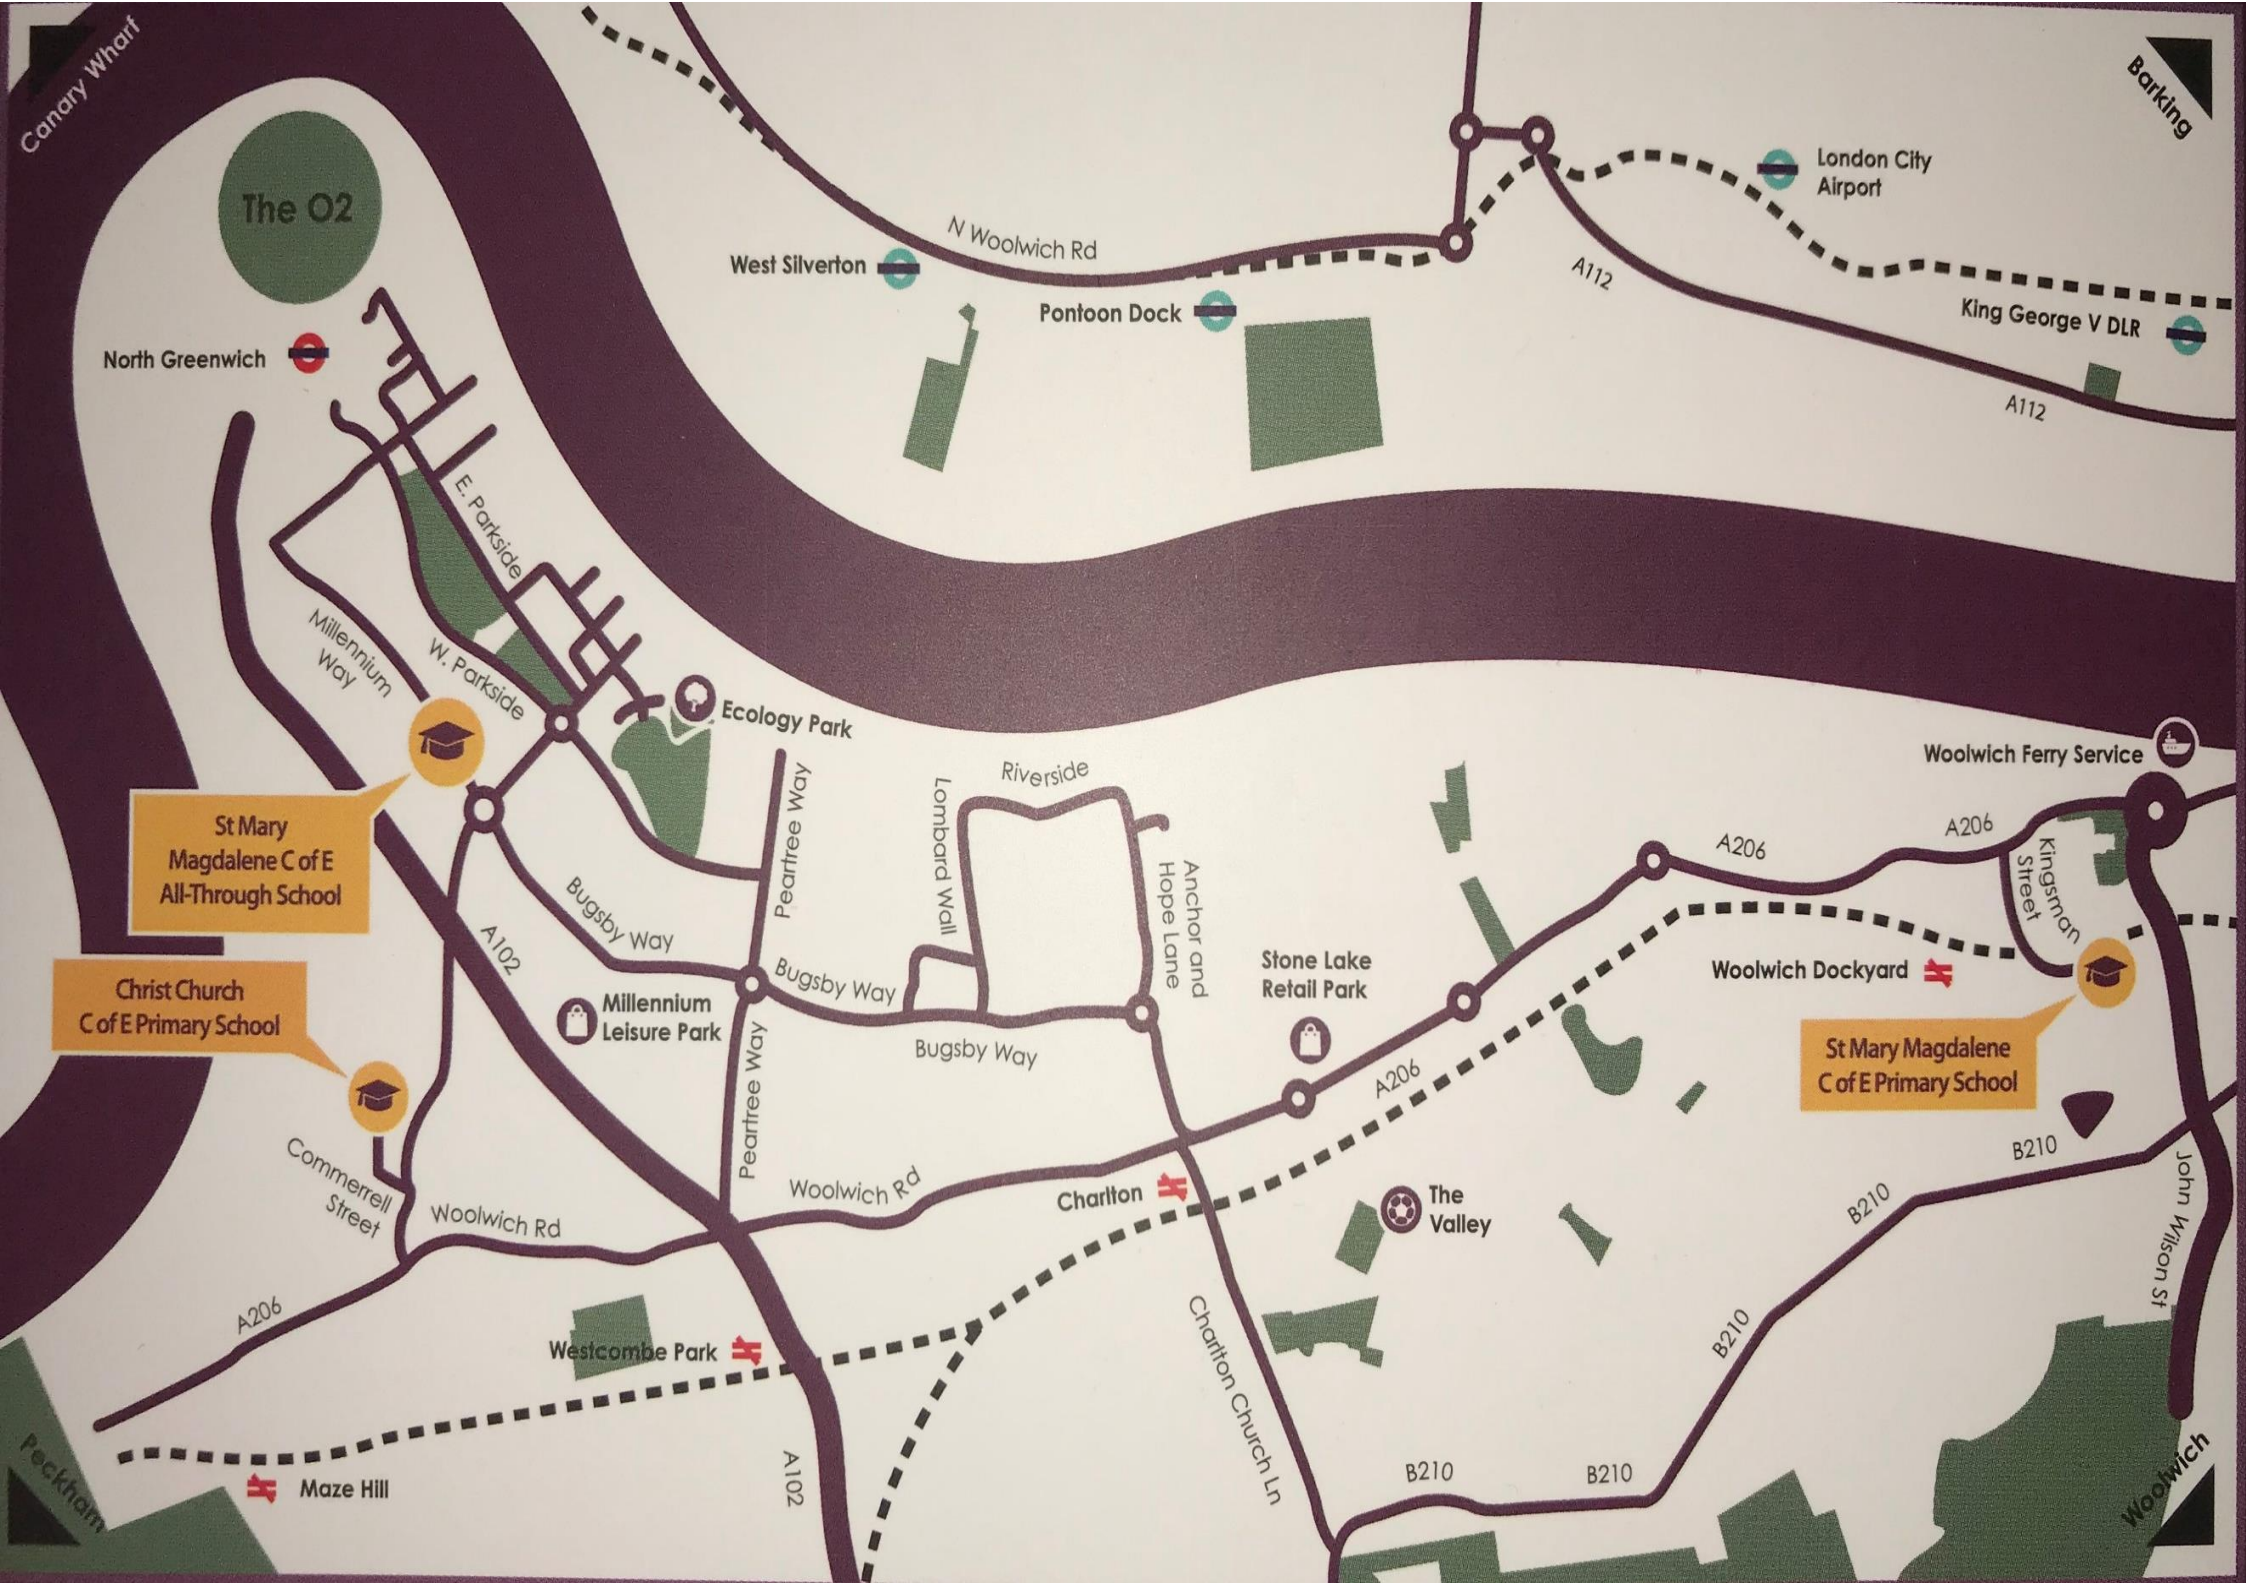 Canary Wharf
Barking
The O2
London City
Airport
N Woolwich Rd
West Silverton
A112
Pontoon Dock
King George V DLR
North Greenwich
A112
E. Parkside
Millennium
Way
W. Parkside
Ecology Park
Woolwich Ferry Service
Riverside
Peartree Way
Lombard Wall
St Mary
Magdalene C of E
All-Through School
A206
A206
Kingsman
Street
Anchor and
Hope Lane
Bugsby Way
A102
Bugsby Way
Stone Lake
Retail Park
Woolwich Dockyard
Christ Church
C of E Primary School
Millennium
Leisure Park
Bugsby Way
Peartree Way
A206
St Mary Magdalene
C of E Primary School
B210
Commerrell
Street
Woolwich Rd
Woolwich Rd
Charlton
The
Valley
B210
John Wilson St
A206
Westcombe Park
Charlton Church Ln
B210
Peckham
Maze Hill
A102
B210
B210
Woolwich